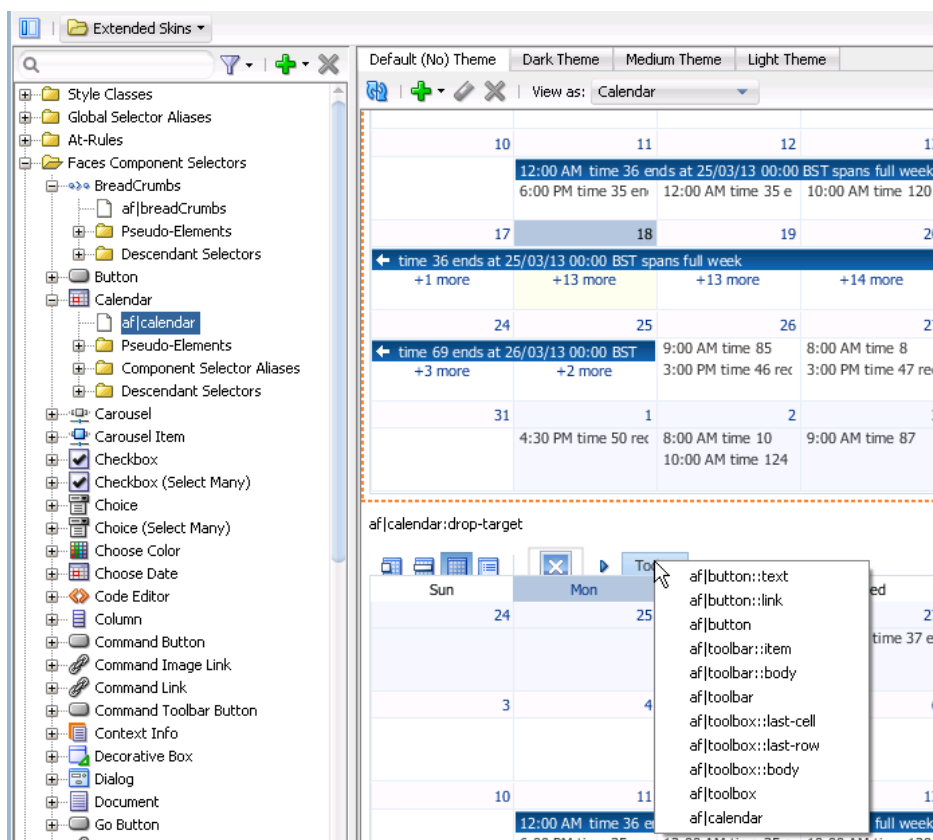 Extended Skins
Style Classes
Global Selector Aliases
At-Rules
Faces Component Selectors
BreadCrumbs
af|breadCrumbs
Pseudo-Elements
Descendant Selectors
Button
Calendar
af|calendar
Pseudo-Elements
Component Selector Aliases
Descendant Selectors
Carousel
Carousel Item
Checkbox
Checkbox (Select Many)
Choice
Choice (Select Many)
Choose Color
Choose Date
Code Editor
Column
Command Button
Command Image Link
Command Link
Command Toolbar Button
Context Info
Decorative Box
Dialog
Document
Go Button
Default (No) Theme Dark Theme Medium Theme Light Theme
View as: Calendar
10 11 12
12:00 AM time 36 ends at 25/03/13 00:00 BST spans full week
6:00 PM time 35 en 12:00 AM time 35 e 10:00 AM time 120
17 18 19
time 36 ends at 25/03/13 00:00 BST spans full week
+1 more +13 more +13 more +14 more
24 25 26
time 69 ends at 26/03/13 00:00 BST 9:00 AM time 85 8:00 AM time 8
+3 more +2 more 3:00 PM time 46 rec 3:00 PM time 47 re
31 1 2
4:30 PM time 50 rec 8:00 AM time 10 9:00 AM time 87
10:00 AM time 124
af|calendar:drop-target
Sun Mon ed
24 25
time 37 e
3 4
10 11
12:00 AM time 36 e full week
af|button::text
af|button::link
af|button
af|toolbar::item
af|toolbar::body
af|toolbar
af|toolbox::last-cell
af|toolbox::last-row
af|toolbox::body
af|toolbox
af|calendar